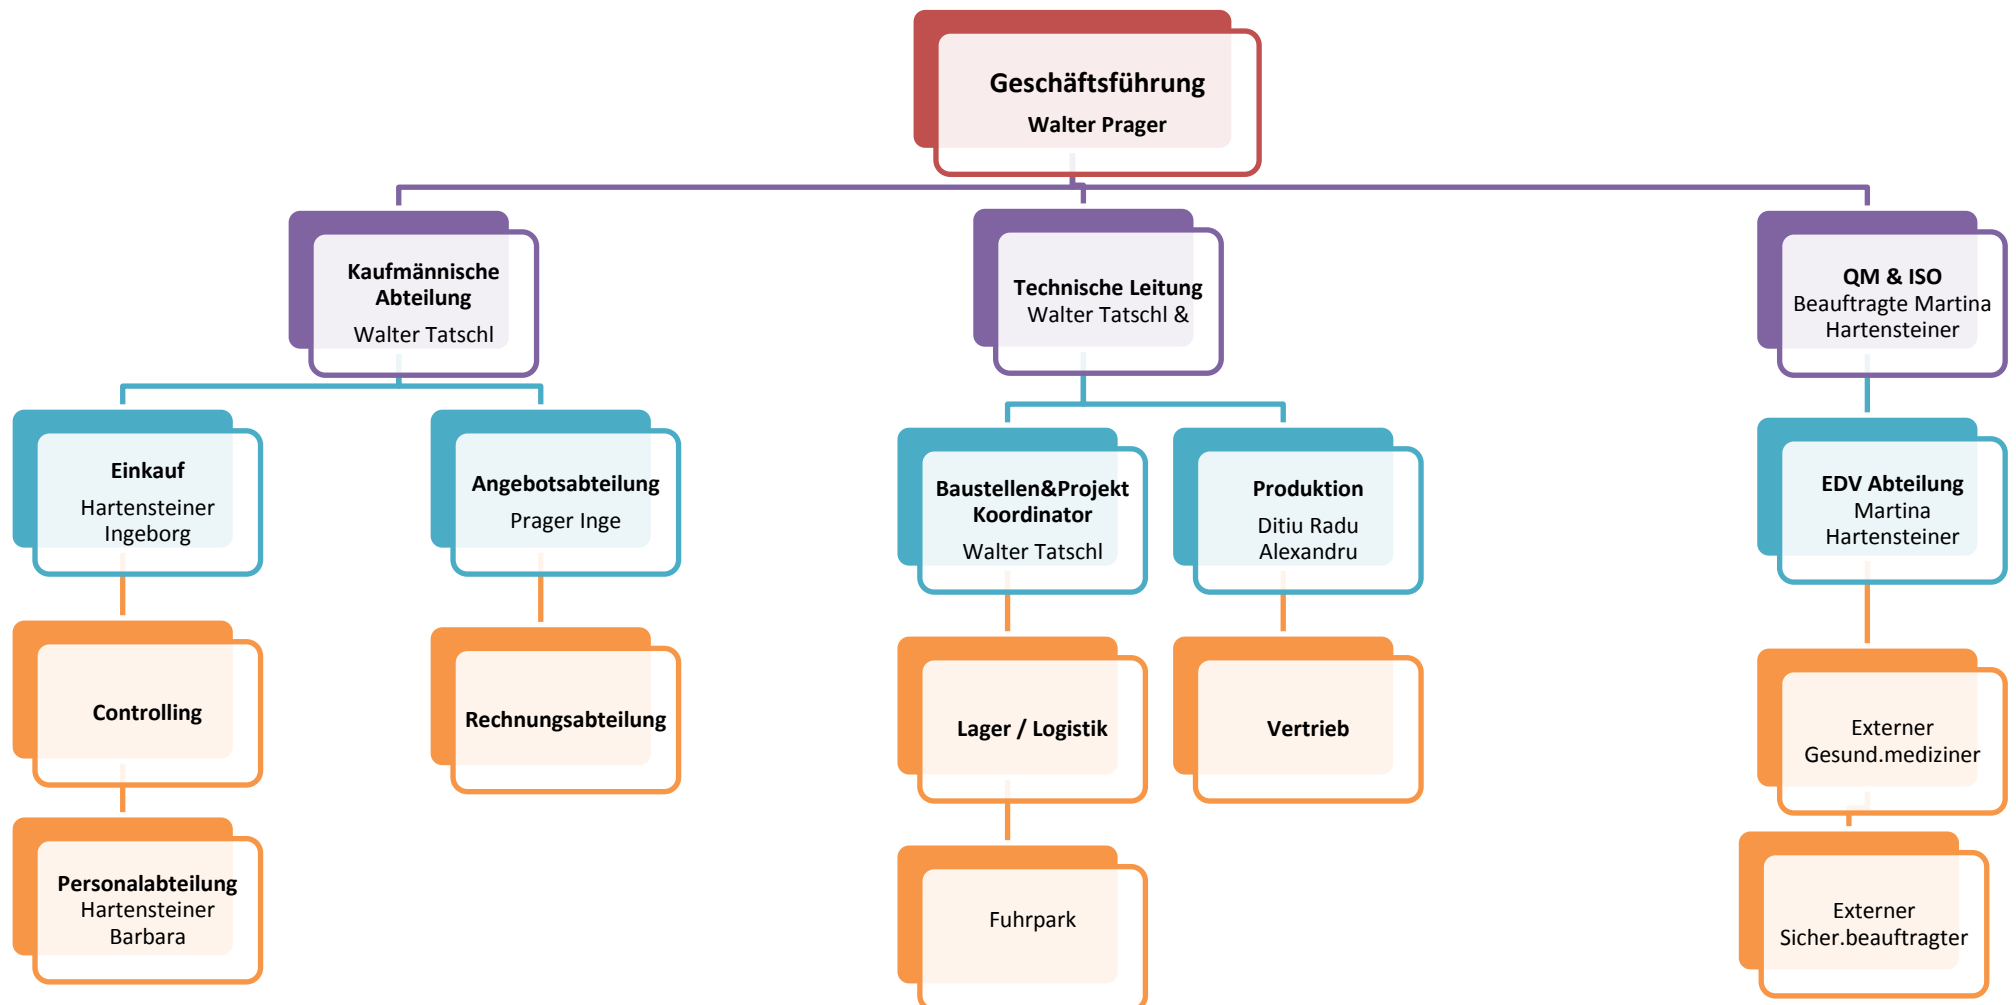 Geschäftsführung
Walter Prager
Kaufmännische
Abteilung
Walter Tatschl
Technische Leitung
Walter Tatschl &
QM & ISO
Beauftragte Martina
Hartensteiner
Einkauf
Hartensteiner
Ingeborg
Angebotsabteilung
Prager Inge
Baustellen&Projekt
Koordinator
Walter Tatschl
Produktion
Ditiu Radu
Alexandru
EDV Abteilung
Martina
Hartensteiner
Controlling
Rechnungsabteilung
Lager / Logistik
Vertrieb
Externer
Gesund.mediziner
Personalabteilung
Hartensteiner
Barbara
Fuhrpark
Externer
Sicher.beauftragter